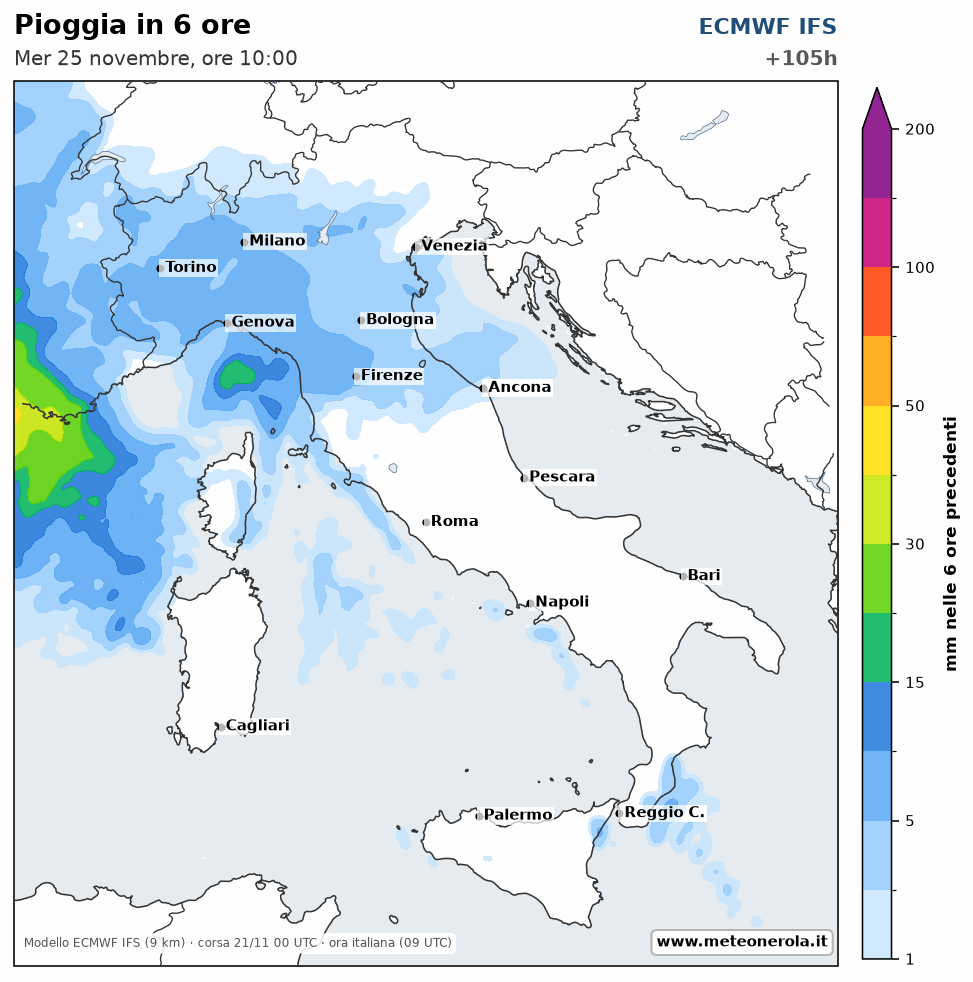 Pioggia in 6 ore
ECMWF IFS
Mer 25 novembre, ore 10:00
+105h
Milano
Venezia
Torino
Genova
Bologna
Firenze
Ancona
Pescara
Roma
Bari
Napoli
Cagliari
Palermo
Reggio C.
200
100
50
30
15
5
1
mm nelle 6 ore precedenti
Modello ECMWF IFS (9 km) · corsa 21/11 00 UTC · ora italiana (09 UTC)
www.meteonerola.it